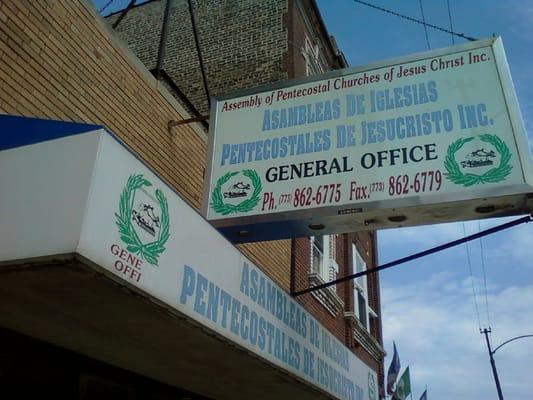 Assembly of Pentecostal Churches of Jesus Christ Inc.
ASAMBLEAS DE IGLESIAS
PENTECOSTALES DE JESUCRISTO INC.
GENERAL OFFICE
Ph. (773) 862-6775 Fax. (773) 862-6779
GENE
OFFI
ASAMBLEAS DE IGLESIAS
PENTECOSTALES DE JESUCRISTO INC.